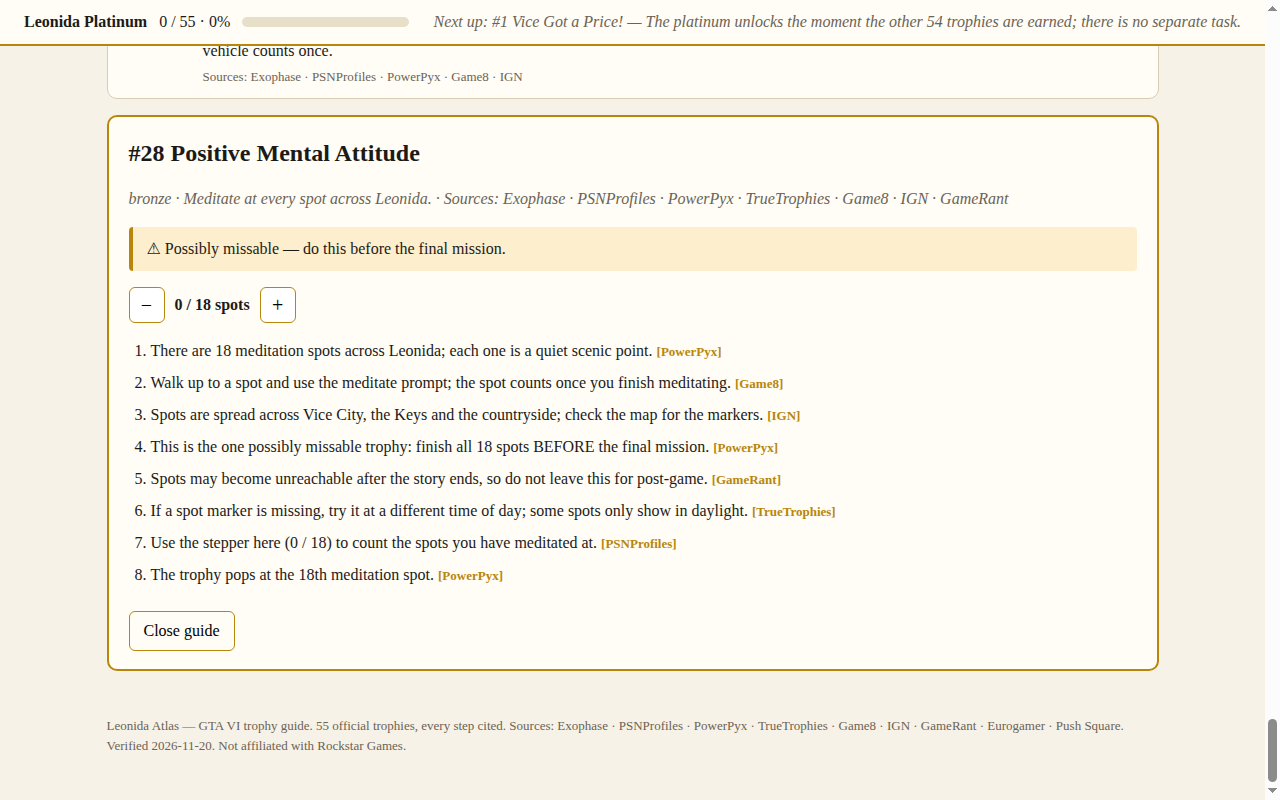 Leonida Platinum 0 / 55 · 0% Next up: #1 Vice Got a Price! — The platinum unlocks the moment the other 54 trophies are earned; there is no separate task.
vehicle counts once.
Sources: Exophase · PSNProfiles · PowerPyx · Game8 · IGN
#28 Positive Mental Attitude
bronze · Meditate at every spot across Leonida. · Sources: Exophase · PSNProfiles · PowerPyx · TrueTrophies · Game8 · IGN · GameRant
⚠ Possibly missable — do this before the final mission.
− 0 / 18 spots +
1. There are 18 meditation spots across Leonida; each one is a quiet scenic point. [PowerPyx]
2. Walk up to a spot and use the meditate prompt; the spot counts once you finish meditating. [Game8]
3. Spots are spread across Vice City, the Keys and the countryside; check the map for the markers. [IGN]
4. This is the one possibly missable trophy: finish all 18 spots BEFORE the final mission. [PowerPyx]
5. Spots may become unreachable after the story ends, so do not leave this for post-game. [GameRant]
6. If a spot marker is missing, try it at a different time of day; some spots only show in daylight. [TrueTrophies]
7. Use the stepper here (0 / 18) to count the spots you have meditated at. [PSNProfiles]
8. The trophy pops at the 18th meditation spot. [PowerPyx]
Close guide
Leonida Atlas — GTA VI trophy guide. 55 official trophies, every step cited. Sources: Exophase · PSNProfiles · PowerPyx · TrueTrophies · Game8 · IGN · GameRant · Eurogamer · Push Square.
Verified 2026-11-20. Not affiliated with Rockstar Games.